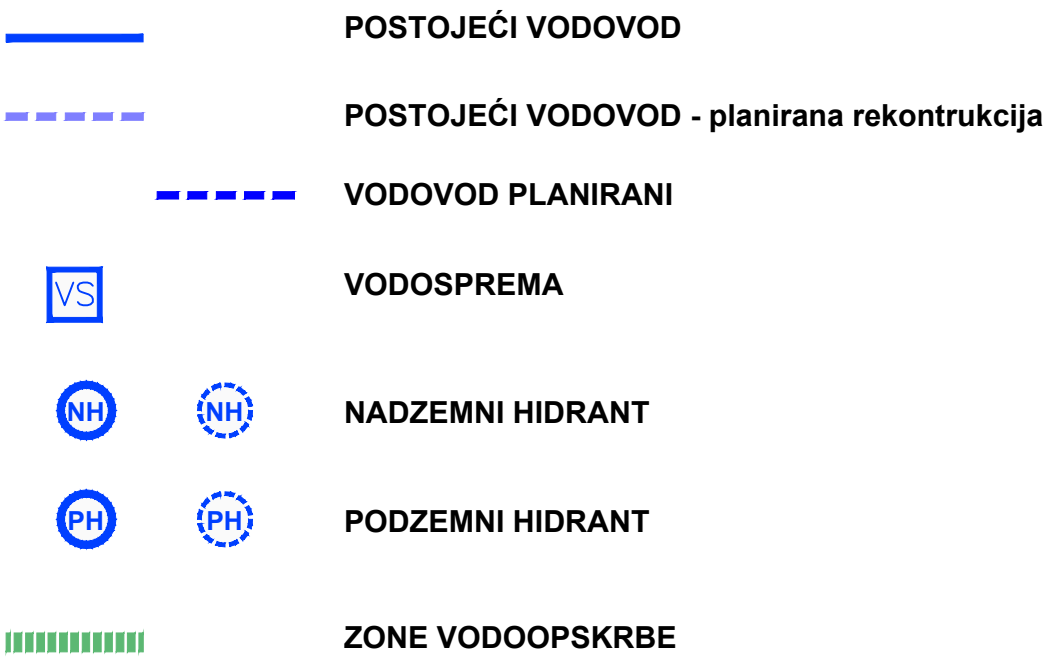 POSTOJEĆI VODOVOD
POSTOJEĆI VODOVOD - planirana rekontrukcija
VODOVOD PLANIRANI
VS VODOSPREMA
NH NH NADZEMNI HIDRANT
PH PH PODZEMNI HIDRANT
ZONE VODOOPSKRBE